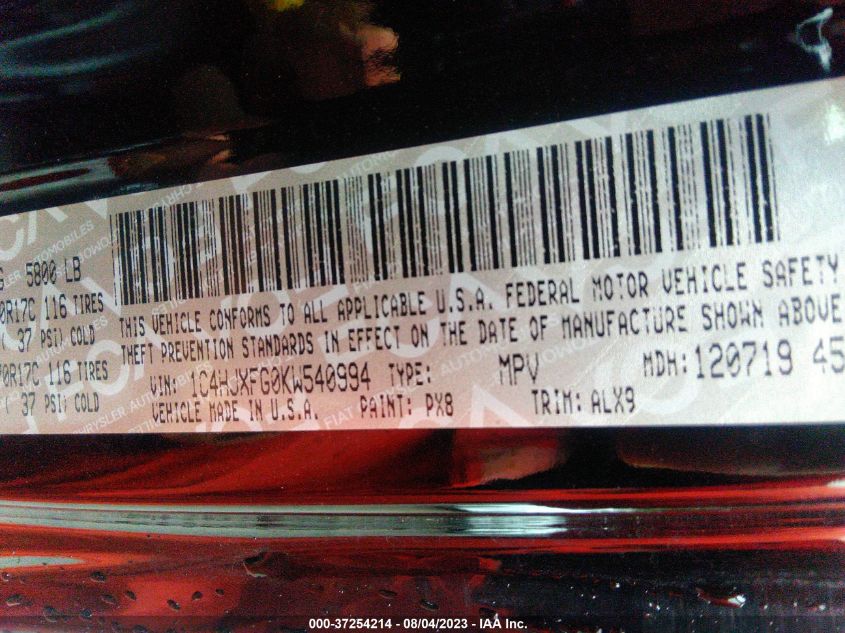 5800 LB
0R17C 116 TIRES
37 PSI/ COLD
70R17C 116 TIRES
37 PSI/ COLD
THIS VEHICLE CONFORMS TO ALL APPLICABLE U.S.A. FEDERAL MOTOR VEHICLE SAFETY
THEFT PREVENTION STANDARDS IN EFFECT ON THE DATE OF MANUFACTURE SHOWN ABOVE
VIN: 1C4HJXFG0KW540994 TYPE: MPV MDH:120719 45
VEHICLE MADE IN U.S.A. PAINT: PX8 TRIM: ALX9
000-37254214 - 08/04/2023 - IAA Inc.